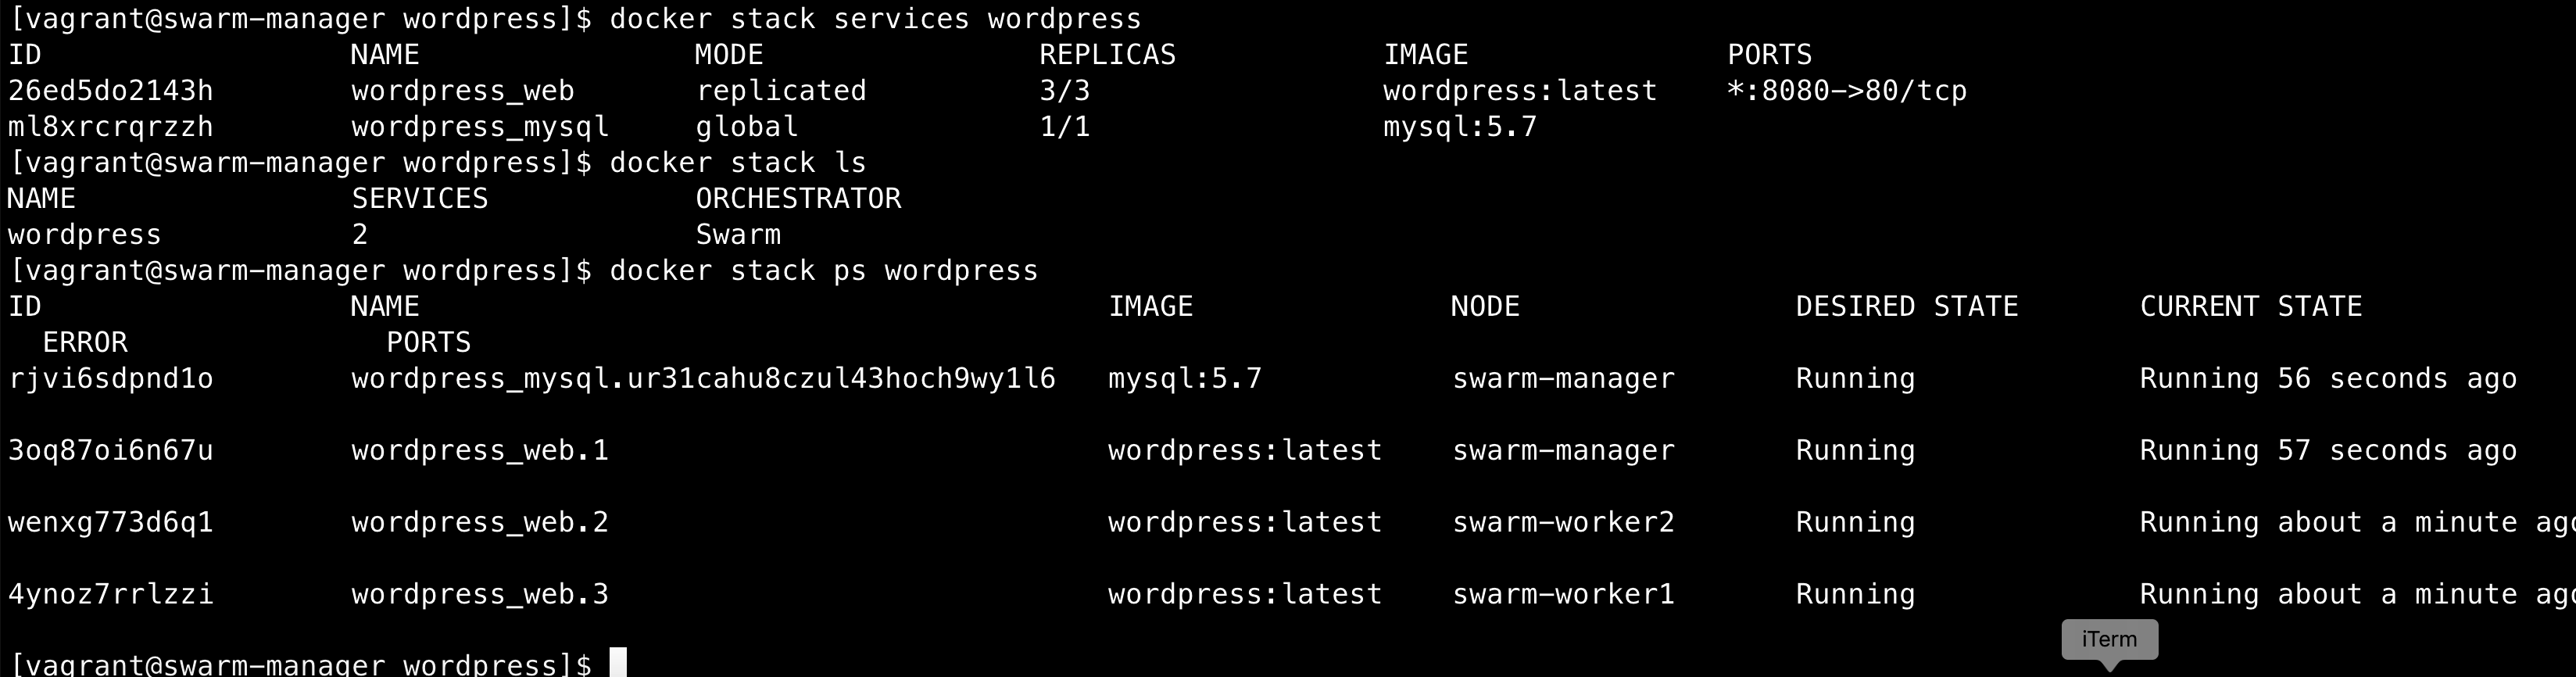 [vagrant@swarm-manager wordpress]$ docker stack services wordpress
ID                  NAME                MODE                REPLICAS            IMAGE               PORTS
26ed5do2143h        wordpress_web       replicated          3/3                 wordpress:latest    *:8080->80/tcp
ml8xrcrqrzzh        wordpress_mysql     global              1/1                 mysql:5.7
[vagrant@swarm-manager wordpress]$ docker stack ls
NAME                SERVICES            ORCHESTRATOR
wordpress           2                   Swarm
[vagrant@swarm-manager wordpress]$ docker stack ps wordpress
ID                  NAME                                        IMAGE               NODE                DESIRED STATE       CURRENT STATE
  ERROR               PORTS
rjvi6sdpnd1o        wordpress_mysql.ur31cahu8czul43hoch9wy1l6   mysql:5.7           swarm-manager       Running             Running 56 seconds ago
3oq87oi6n67u        wordpress_web.1                             wordpress:latest    swarm-manager       Running             Running 57 seconds ago
wenxg773d6q1        wordpress_web.2                             wordpress:latest    swarm-worker2       Running             Running about a minute ago
4ynoz7rrlzzi        wordpress_web.3                             wordpress:latest    swarm-worker1       Running             Running about a minute ago
iTerm
[vagrant@swarm-manager wordpress]$